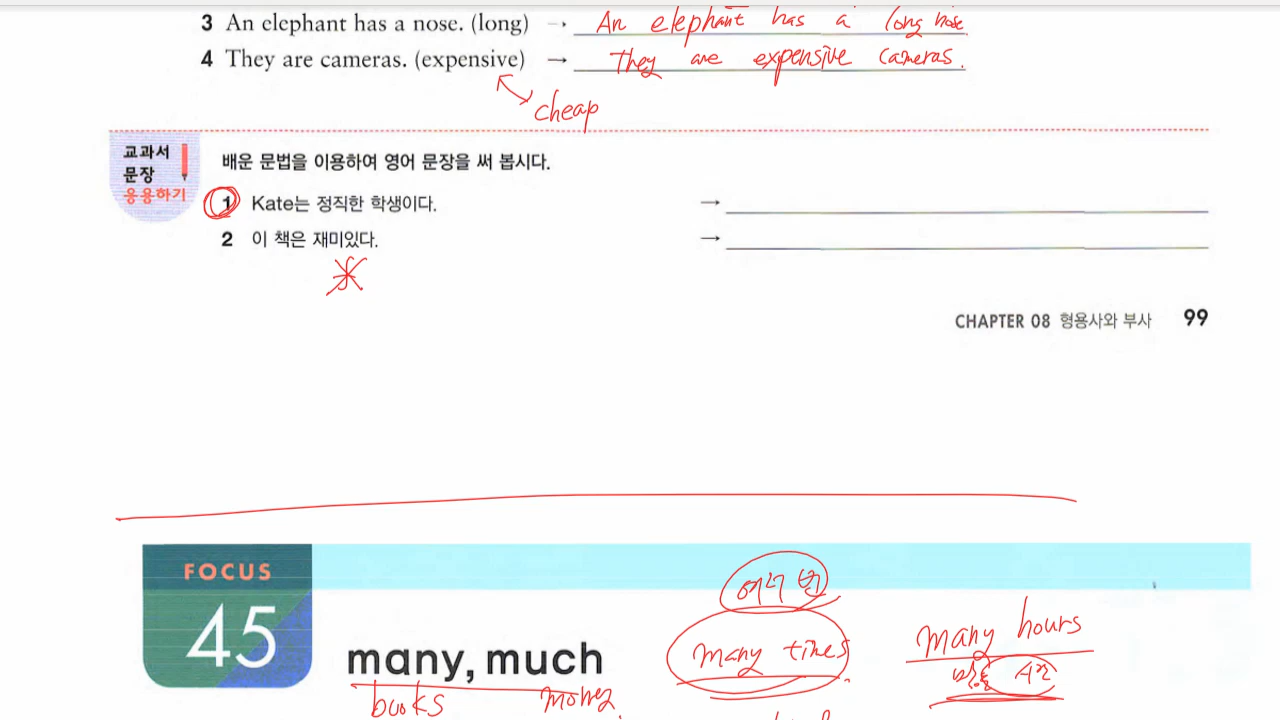 3 An elephant has a nose. (long) → An elephant has a long nose.
4 They are cameras. (expensive) → They are expensive cameras.
cheap
교과서
문장
응용하기
배운 문법을 이용하여 영어 문장을 써 봅시다.
1 Kate는 정직한 학생이다. →
2 이 책은 재미있다. →
CHAPTER 08 형용사와 부사 99
FOCUS
45
여러 번
many, much
many times
many hours
많은 시간
books
money